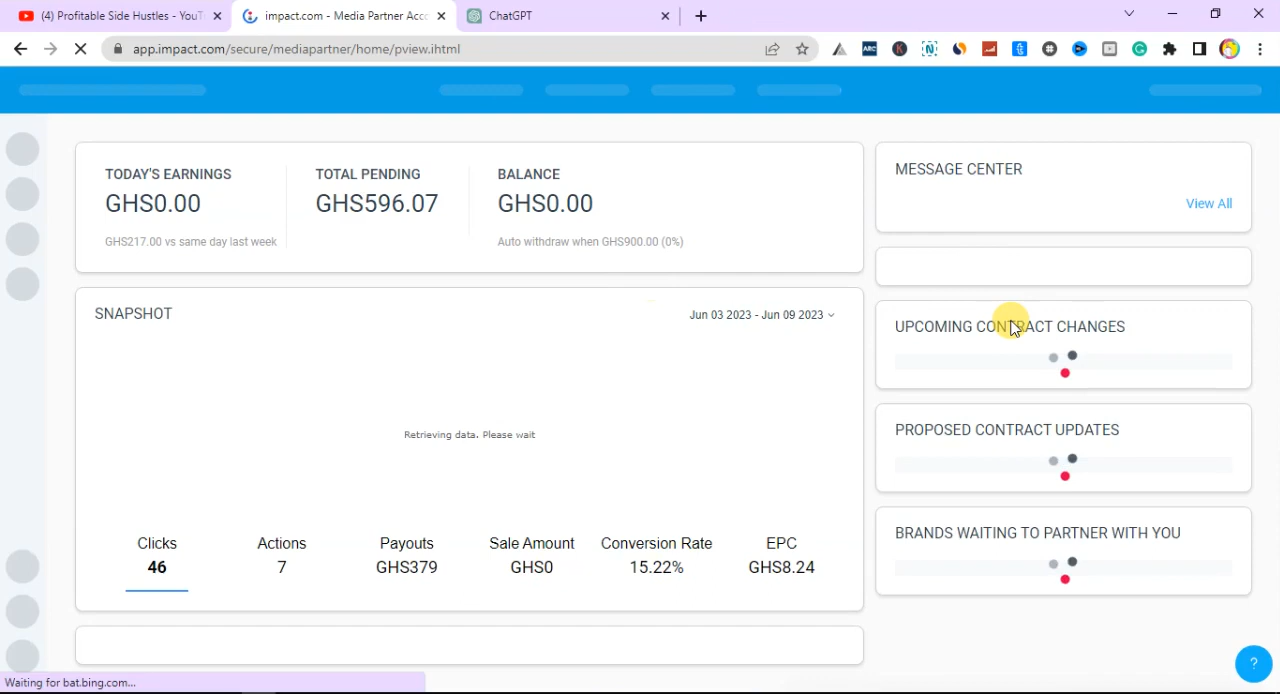 (4) Profitable Side Hustles - YouT
impact.com - Media Partner Acco
ChatGPT
app.impact.com/secure/mediapartner/home/pview.ihtml
ARC
K
N
t
TODAY'S EARNINGS
GHS0.00
GHS217.00 vs same day last week
TOTAL PENDING
GHS596.07
BALANCE
GHS0.00
Auto withdraw when GHS900.00 (0%)
MESSAGE CENTER
View All
SNAPSHOT
Jun 03 2023 - Jun 09 2023
Retrieving data. Please wait
Clicks
46
Actions
7
Payouts
GHS379
Sale Amount
GHS0
Conversion Rate
15.22%
EPC
GHS8.24
UPCOMING CONTRACT CHANGES
PROPOSED CONTRACT UPDATES
BRANDS WAITING TO PARTNER WITH YOU
?
Waiting for bat.bing.com...